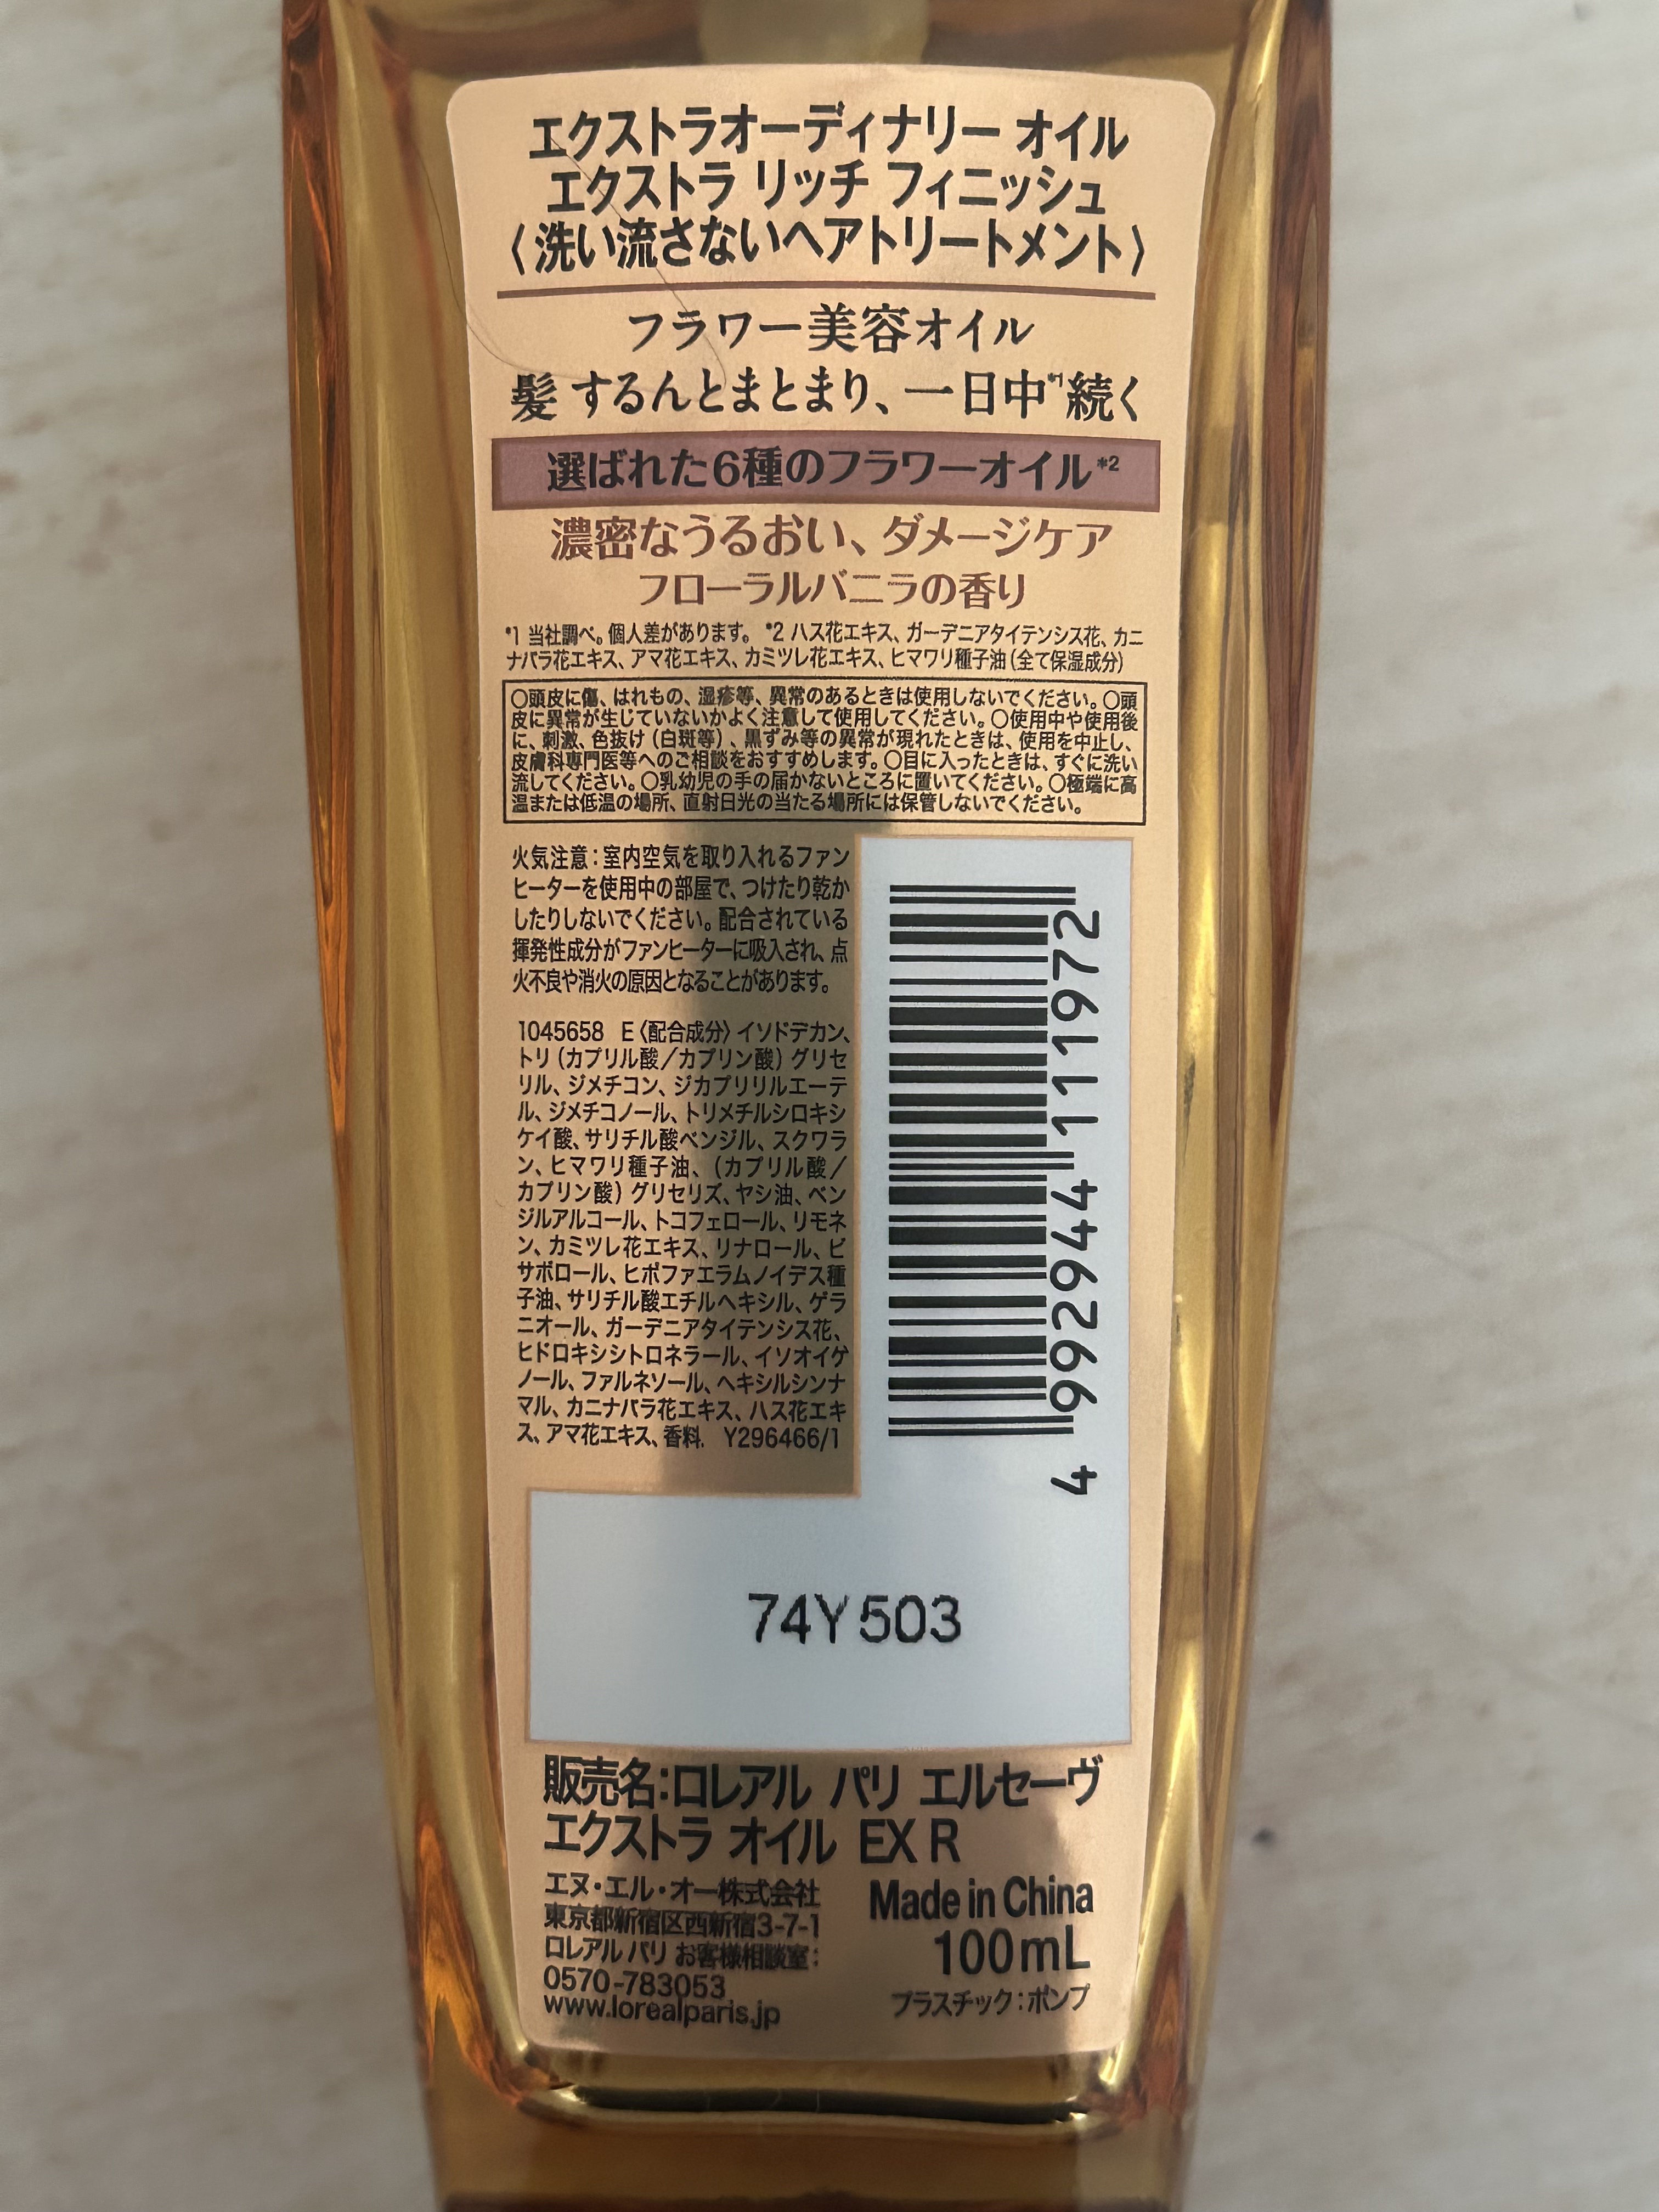 エクストラオーディナリー オイル
エクストラ リッチ フィニッシュ
〈洗い流さないヘアトリートメント〉
フラワー美容オイル
髪 するんとまとまり、一日中*1続く
選ばれた6種のフラワーオイル*2
濃密なうるおい、ダメージケア
フローラルバニラの香り
*1 当社調べ。個人差があります。 *2 ハス花エキス、ガーデニアタイテンシス花、カニ
ナバラ花エキス、アマ花エキス、カミツレ花エキス、ヒマワリ種子油(全て保湿成分)
○頭皮に傷、はれもの、湿疹等、異常のあるときは使用しないでください。○頭
皮に異常が生じていないかよく注意して使用してください。○使用中や使用後
に、刺激、色抜け(白斑等)、黒ずみ等の異常が現れたときは、使用を中止し、
皮膚科専門医等へのご相談をおすすめします。○目に入ったときは、すぐに洗い
流してください。○乳幼児の手の届かないところに置いてください。○極端に高
温または低温の場所、直射日光の当たる場所には保管しないでください。
火気注意:室内空気を取り入れるファン
ヒーターを使用中の部屋で、つけたり乾か
したりしないでください。配合されている
揮発性成分がファンヒーターに吸入され、点
火不良や消火の原因となることがあります。
1045658 E〈配合成分〉イソドデカン、
トリ(カプリル酸/カプリン酸)グリセ
リル、ジメチコン、ジカプリリルエーテ
ル、ジメチコノール、トリメチルシロキシ
ケイ酸、サリチル酸ベンジル、スクワラ
ン、ヒマワリ種子油、(カプリル酸/
カプリン酸)グリセリズ、ヤシ油、ベン
ジルアルコール、トコフェロール、リモネ
ン、カミツレ花エキス、リナロール、ビ
サボロール、ヒポファエラムノイデス種
子油、サリチル酸エチルヘキシル、ゲラ
ニオール、ガーデニアタイテンシス花、
ヒドロキシシトロネラール、イソオイゲ
ノール、ファルネソール、ヘキシルシンナ
マル、カニナバラ花エキス、ハス花エキ
ス、アマ花エキス、香料. Y296466/1
2 976111 446296 4
74Y503
販売名:ロレアル パリ エルセーヴ
エクストラ オイル EX R
エヌ・エル・オー株式会社
東京都新宿区西新宿3-7-1
ロレアル パリ お客様相談室:
0570-783053
www.lorealparis.jp
Made in China
100mL
プラスチック:ポンプ